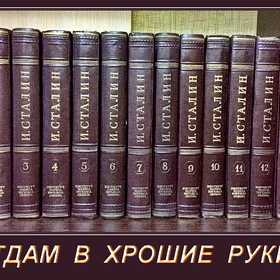 И.СТАЛИН И.СТАЛИН И.СТАЛИН И.СТАЛИН И.СТАЛИН И.СТАЛИН И.СТАЛИН И.СТАЛИН И.СТАЛИН И.СТАЛИН
3 4 5 6 7 8 9 10 11 12
ТДАМ В ХРОШИЕ РУК